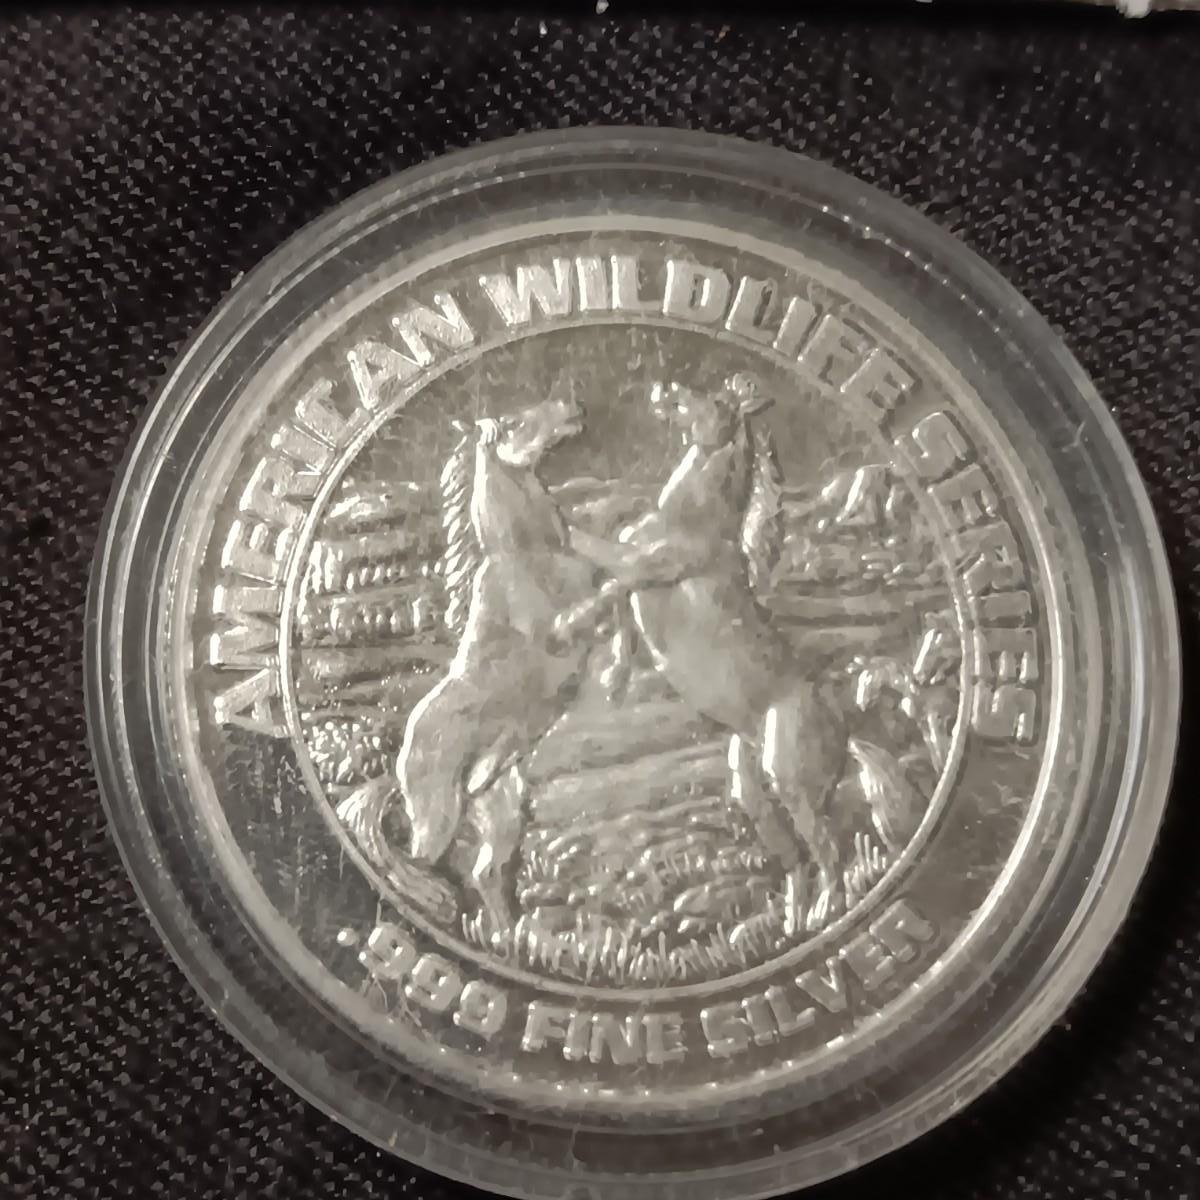 AMERICAN WILDLIFE SERIES
.999 FINE SILVER